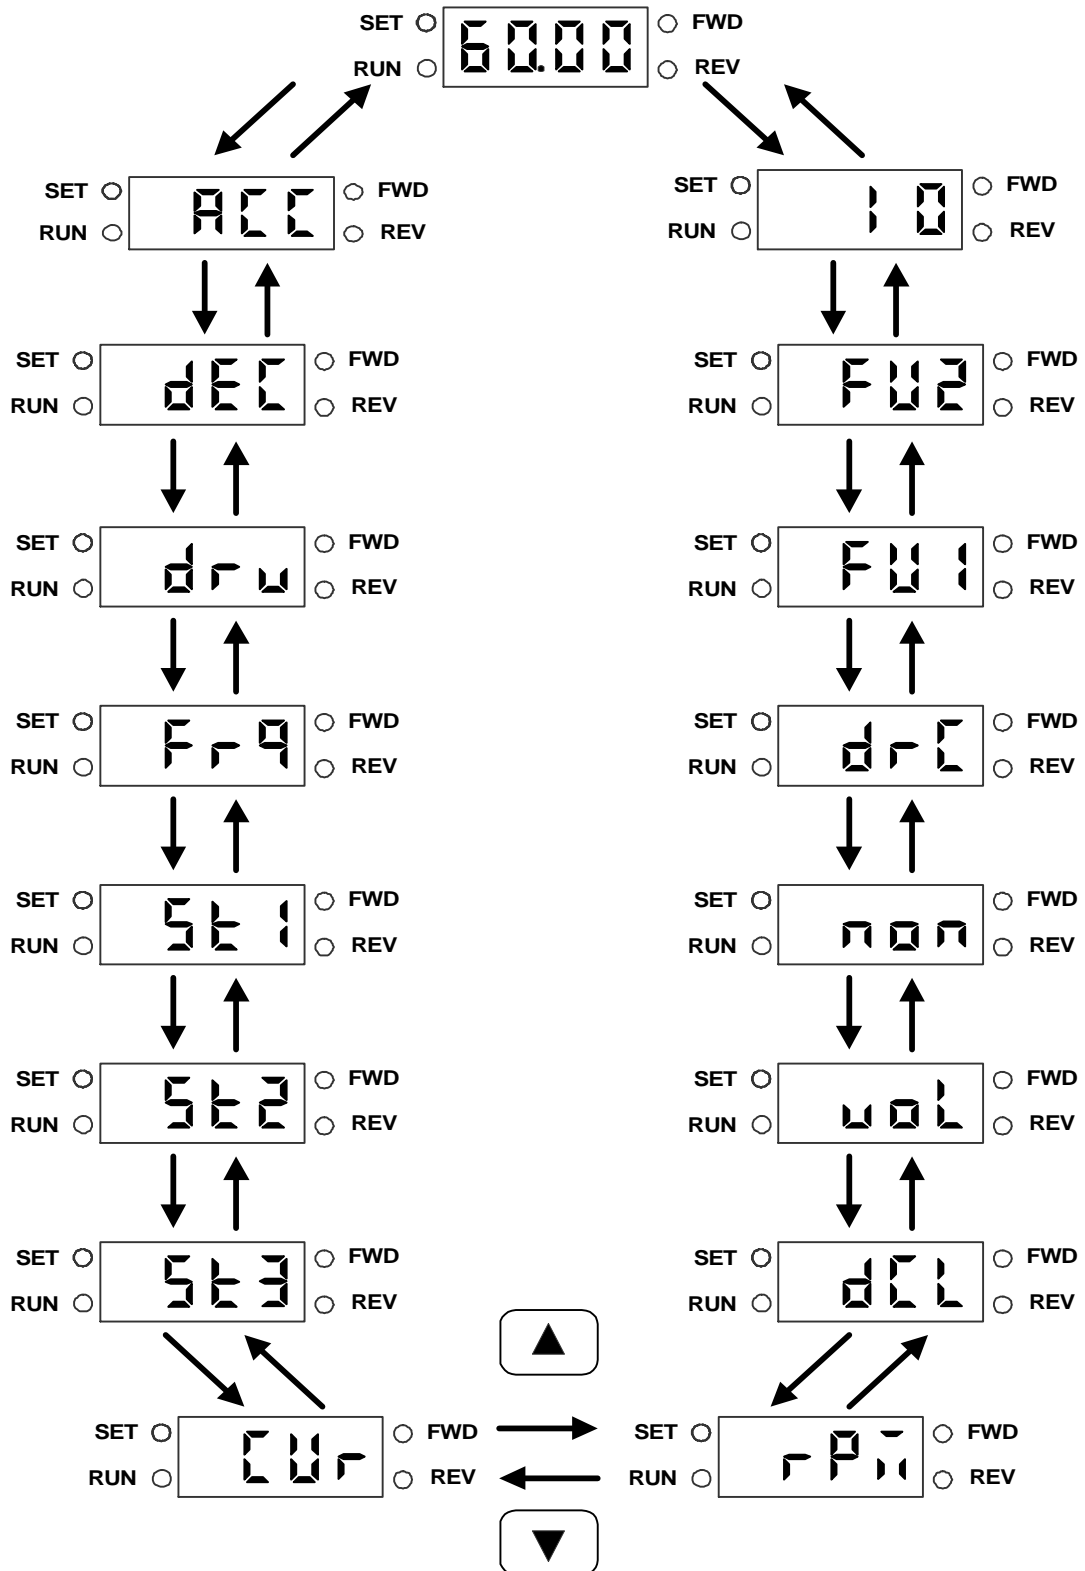 SET 60.00 FWD
RUN REV
SET ACC FWD
RUN REV
SET I O FWD
RUN REV
SET dEC FWD
RUN REV
SET FU2 FWD
RUN REV
SET drv FWD
RUN REV
SET FU1 FWD
RUN REV
SET Frq FWD
RUN REV
SET drC FWD
RUN REV
SET St1 FWD
RUN REV
SET non FWD
RUN REV
SET St2 FWD
RUN REV
SET voL FWD
RUN REV
SET St3 FWD
RUN REV
SET dCL FWD
RUN REV
SET CUr FWD
RUN REV
SET rPm FWD
RUN REV